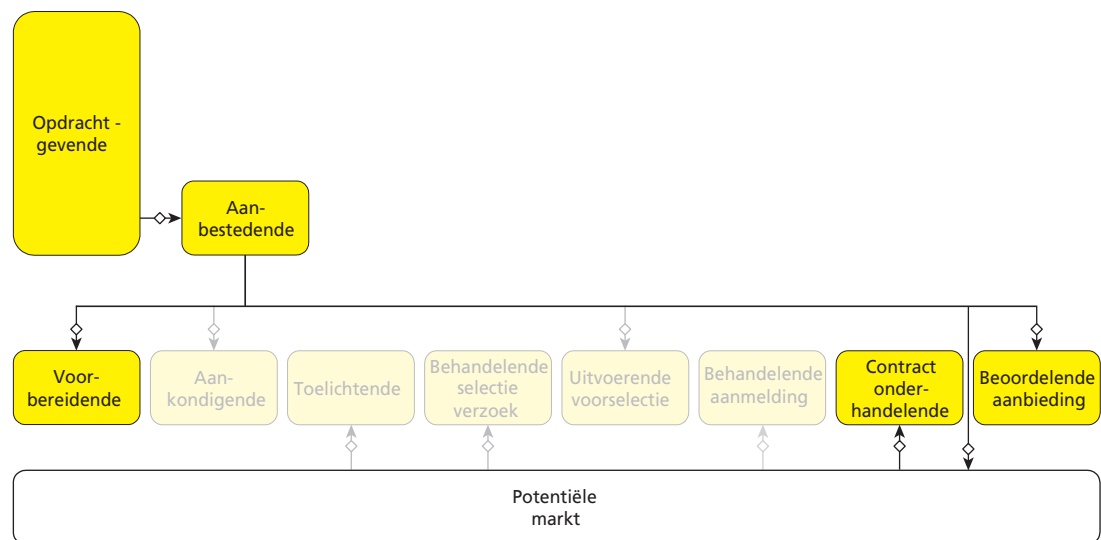 Opdracht -
gevende
Aan-
bestedende
Voor-
bereidende
Aan-
kondigende
Toelichtende
Behandelende
selectie
verzoek
Uitvoerende
voorselectie
Behandelende
aanmelding
Contract
onder-
handelende
Beoordelende
aanbieding
Potentiële
markt